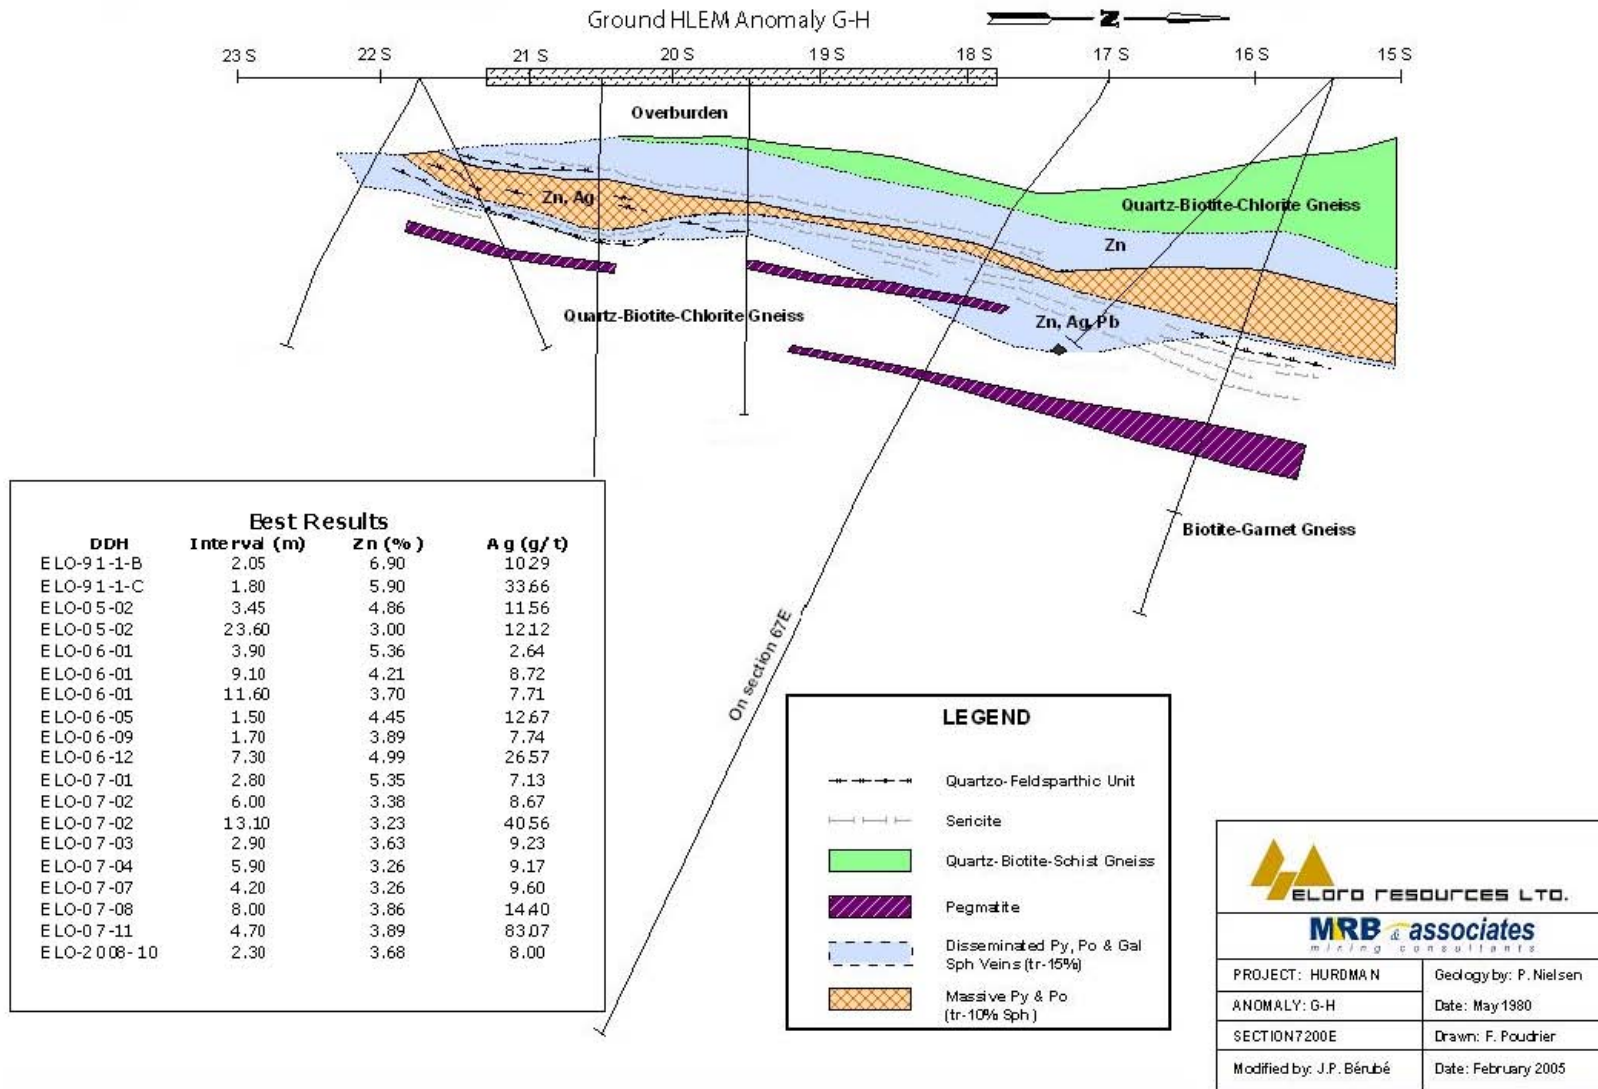 Ground HLEM Anomaly G-H
Z
23 S 22 S 21 S 20 S 19 S 18 S 17 S 16 S 15 S
Overburden
Zn, Ag
Quartz-Biotite-Chlorite Gneiss
Zn
Quartz-Biotite-Chlorite Gneiss
Zn, Ag, Pb
Biotite-Garnet Gneiss
On section 67E
Best Results
DDH Interval (m) Zn (%) Ag (g/t)
ELO-91-1-B 2.05 6.90 10.29
ELO-91-1-C 1.80 5.90 33.66
ELO-05-02 3.45 4.86 11.56
ELO-05-02 23.60 3.00 12.12
ELO-06-01 3.90 5.36 2.64
ELO-06-01 9.10 4.21 8.72
ELO-06-01 11.60 3.70 7.71
ELO-06-05 1.50 4.45 12.67
ELO-06-09 1.70 3.89 7.74
ELO-06-12 7.30 4.99 26.57
ELO-07-01 2.80 5.35 7.13
ELO-07-02 6.00 3.38 8.67
ELO-07-02 13.10 3.23 40.56
ELO-07-03 2.90 3.63 9.23
ELO-07-04 5.90 3.26 9.17
ELO-07-07 4.20 3.26 9.60
ELO-07-08 8.00 3.86 14.40
ELO-07-11 4.70 3.89 83.07
ELO-2008-10 2.30 3.68 8.00
LEGEND
Quartzo-Feldsparthic Unit
Sericite
Quartz-Biotite-Schist Gneiss
Pegmatite
Disseminated Py, Po & Gal
Sph Veins (tr-15%)
Massive Py & Po
(tr-10% Sph)
ELORO RESOURCES LTD.
MRB & associates
mining consultants
PROJECT: HURDMAN Geology by: P. Nielsen
ANOMALY: G-H Date: May 1980
SECTION 7200E Drawn: F. Poudrier
Modified by: J.P. Bérubé Date: February 2005